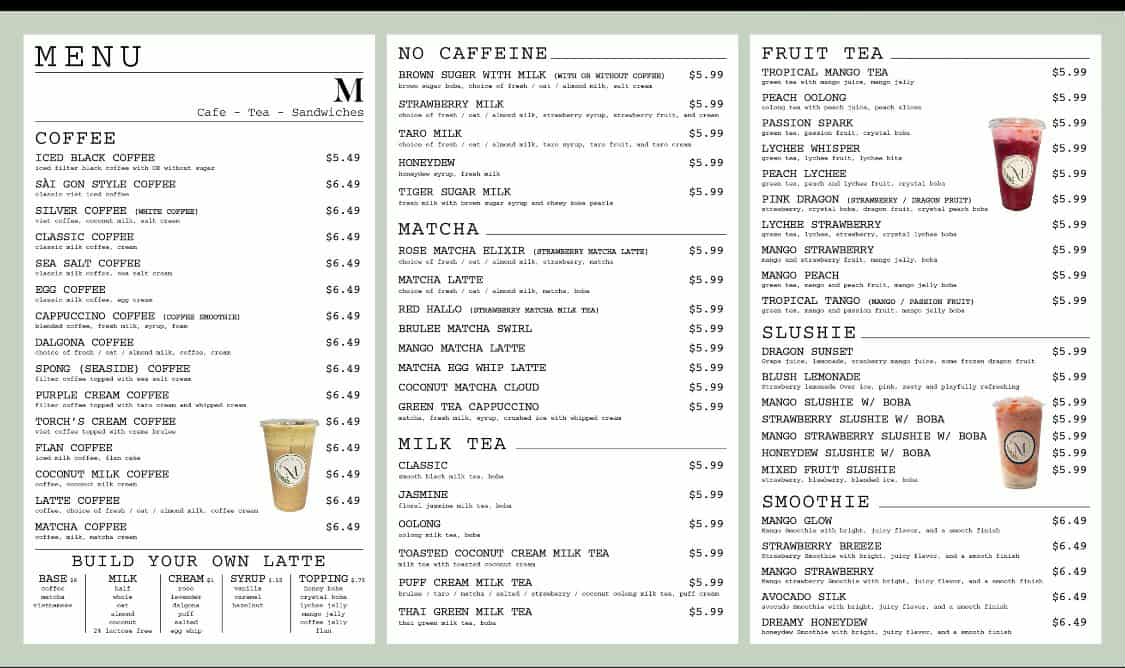 MENU
M
Cafe - Tea - Sandwiches
COFFEE
ICED BLACK COFFEE $5.49
iced filter black coffee with OR without sugar
SÀI GON STYLE COFFEE $6.49
classic viet iced coffee
SILVER COFFEE (WHITE COFFEE) $6.49
viet coffee, coconut milk, salt cream
CLASSIC COFFEE $6.49
classic milk coffee, cream
SEA SALT COFFEE $6.49
classic milk coffee, sea salt cream
EGG COFFEE $6.49
classic milk coffee, egg cream
CAPPUCCINO COFFEE (COFFEE SMOOTHIE) $6.49
blended coffee, fresh milk, syrup, foam
DALGONA COFFEE $6.49
choice of fresh / oat / almond milk, coffee, cream
SPONG (SEASIDE) COFFEE $6.49
filter coffee topped with sea salt cream
PURPLE CREAM COFFEE $6.49
filter coffee topped with taro cream and whipped cream
TORCH'S CREAM COFFEE $6.49
viet coffee topped with creme brulee
FLAN COFFEE $6.49
iced milk coffee, flan cake
COCONUT MILK COFFEE $6.49
coffee, coconut milk cream
LATTE COFFEE $6.49
coffee, choice of fresh / oat / almond milk, coffee cream
MATCHA COFFEE $6.49
coffee, milk, matcha cream
BUILD YOUR OWN LATTE
BASE MILK CREAM $1 SYRUP TOPPING $.75
coffee half rose vanilla honey boba
matcha whole lavender caramel crystal boba
vietnamese oat dalgona hazelnut lychee jelly
almond puff mango jelly
coconut salted coffee jelly
2% lactose free egg whip flan
NO CAFFEINE
BROWN SUGER WITH MILK (WITH OR WITHOUT COFFEE) $5.99
brown sugar boba, choice of fresh / oat / almond milk, salt cream
STRAWBERRY MILK $5.99
choice of fresh / oat / almond milk, strawberry syrup, strawberry fruit, and cream
TARO MILK $5.99
choice of fresh / oat / almond milk, taro syrup, taro fruit, and taro cream
HONEYDEW $5.99
honeydew syrup, fresh milk
TIGER SUGAR MILK $5.99
fresh milk with brown sugar syrup and chewy boba pearls
MATCHA
ROSE MATCHA ELIXIR (STRAWBERRY MATCHA LATTE) $5.99
choice of fresh / oat / almond milk, strawberry, matcha
MATCHA LATTE $5.99
choice of fresh / oat / almond milk, matcha, boba
RED HALLO (STRAWBERRY MATCHA MILK TEA) $5.99
BRULEE MATCHA SWIRL $5.99
MANGO MATCHA LATTE $5.99
MATCHA EGG WHIP LATTE $5.99
COCONUT MATCHA CLOUD $5.99
GREEN TEA CAPPUCCINO $5.99
matcha, fresh milk, syrup, crushed ice with whipped cream
MILK TEA
CLASSIC $5.99
smooth black milk tea, boba
JASMINE $5.99
floral jasmine milk tea, boba
OOLONG $5.99
oolong milk tea, boba
TOASTED COCONUT CREAM MILK TEA $5.99
milk tea with toasted coconut cream
PUFF CREAM MILK TEA $5.99
brulee / taro / matcha / salted / strawberry / coconut oolong milk tea, puff cream
THAI GREEN MILK TEA $5.99
thai green milk tea, boba
FRUIT TEA
TROPICAL MANGO TEA $5.99
green tea with mango juice, mango jelly
PEACH OOLONG $5.99
oolong tea with peach juice, peach slices
PASSION SPARK $5.99
green tea, passion fruit, crystal boba
LYCHEE WHISPER $5.99
green tea, lychee fruit, lychee bits
PEACH LYCHEE $5.99
green tea, peach and lychee fruit, crystal boba
PINK DRAGON (STRAWBERRY / DRAGON FRUIT) $5.99
strawberry, crystal boba, dragon fruit, crystal peach boba
LYCHEE STRAWBERRY $5.99
green tea, lychee, strawberry, crystal lychee boba
MANGO STRAWBERRY $5.99
mango and strawberry fruit, mango jelly, boba
MANGO PEACH $5.99
green tea, mango and peach fruit, mango jelly boba
TROPICAL TANGO (MANGO / PASSION FRUIT) $5.99
green tea, mango and passion fruit, mango jelly boba
SLUSHIE
DRAGON SUNSET $5.99
Grape juice, lemonade, cranberry mango juice, some frozen dragon fruit
BLUSH LEMONADE $5.99
Strawberry lemonade Over ice, pink, zesty and playfully refreshing
MANGO SLUSHIE W/ BOBA $5.99
STRAWBERRY SLUSHIE W/ BOBA $5.99
MANGO STRAWBERRY SLUSHIE W/ BOBA $5.99
HONEYDEW SLUSHIE W/ BOBA $5.99
MIXED FRUIT SLUSHIE $5.99
strawberry, blueberry, blended ice, boba
SMOOTHIE
MANGO GLOW $6.49
Mango Smoothie with bright, juicy flavor, and a smooth finish
STRAWBERRY BREEZE $6.49
Strawberry Smoothie with bright, juicy flavor, and a smooth finish
MANGO STRAWBERRY $6.49
Mango strawberry Smoothie with bright, juicy flavor, and a smooth finish
AVOCADO SILK $6.49
avocado Smoothie with bright, juicy flavor, and a smooth finish
DREAMY HONEYDEW $6.49
honeydew Smoothie with bright, juicy flavor, and a smooth finish
M
M
M